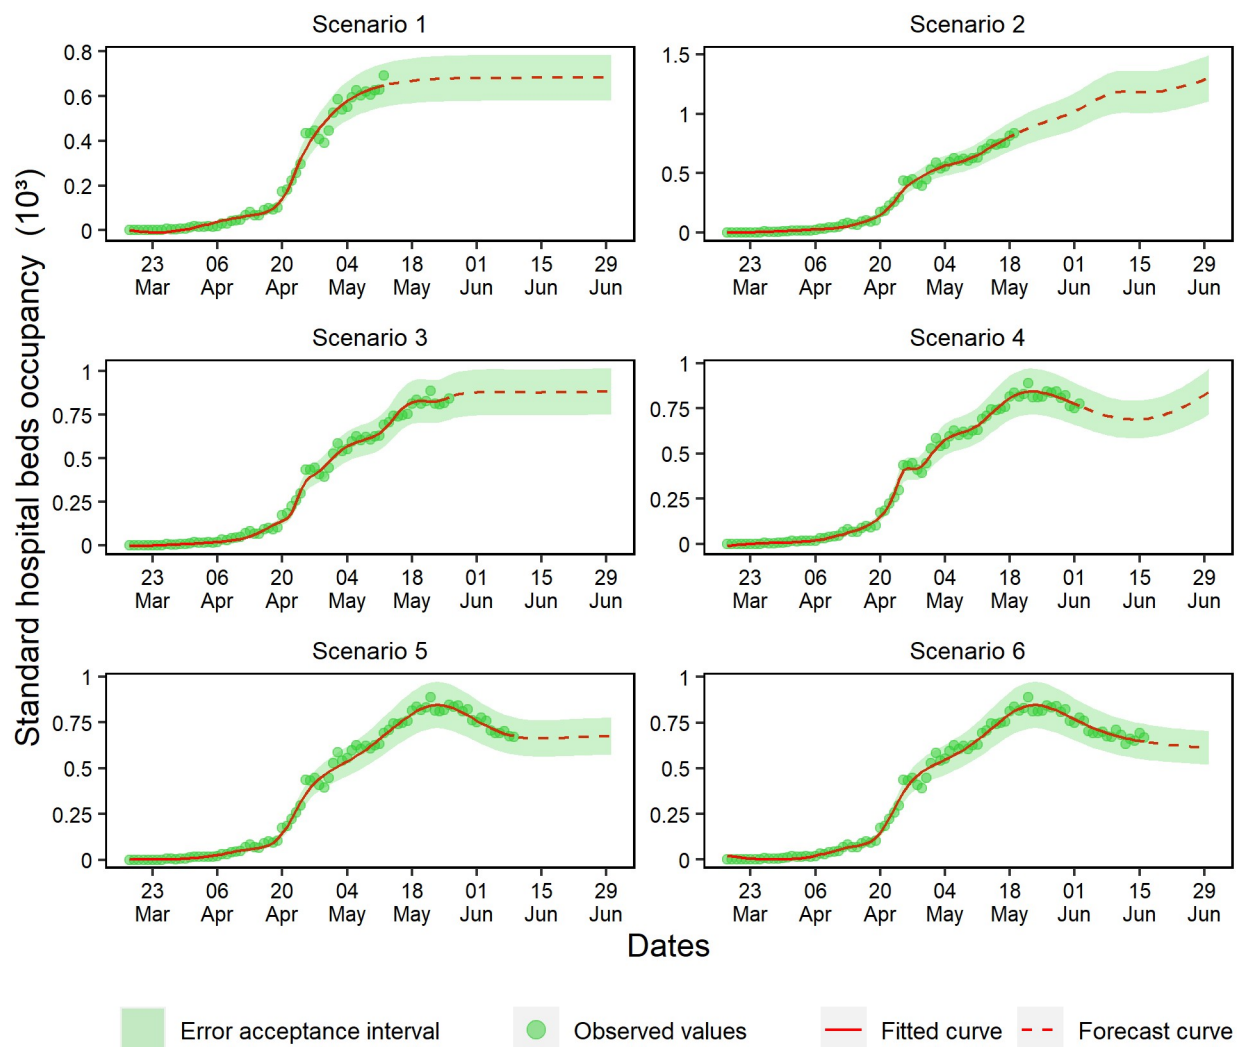 Standard hospital beds occupancy (10³)
Scenario 1
0.8
0.6
0.4
0.2
0
23 06 20 04 18 01 15 29
Mar Apr Apr May May Jun Jun Jun
Scenario 2
1.5
1
0.5
0
23 06 20 04 18 01 15 29
Mar Apr Apr May May Jun Jun Jun
Scenario 3
1
0.75
0.5
0.25
0
23 06 20 04 18 01 15 29
Mar Apr Apr May May Jun Jun Jun
Scenario 4
1
0.75
0.5
0.25
0
23 06 20 04 18 01 15 29
Mar Apr Apr May May Jun Jun Jun
Scenario 5
1
0.75
0.5
0.25
0
23 06 20 04 18 01 15 29
Mar Apr Apr May May Jun Jun Jun
Scenario 6
1
0.75
0.5
0.25
0
23 06 20 04 18 01 15 29
Mar Apr Apr May May Jun Jun Jun
Dates
Error acceptance interval Observed values Fitted curve Forecast curve